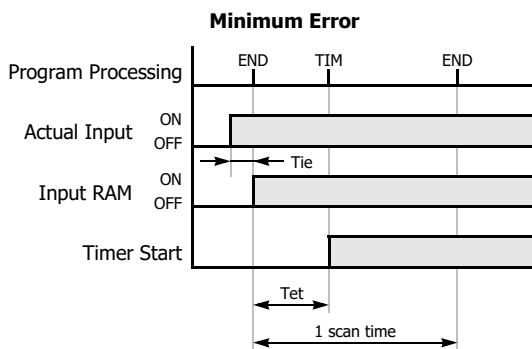 Minimum Error
END TIM END
Program Processing
Actual Input ON
OFF
Tie
Input RAM ON
OFF
Timer Start
Tet
1 scan time